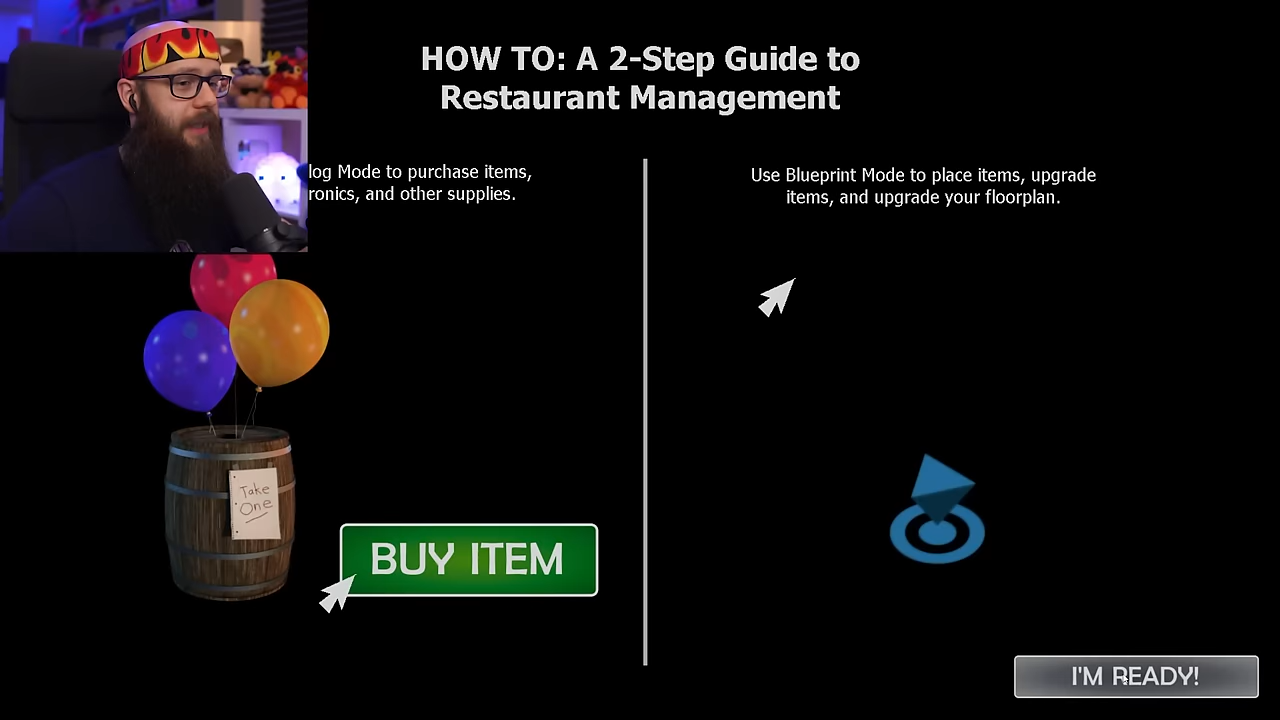 HOW TO: A 2-Step Guide to
Restaurant Management
log Mode to purchase items,
ronics, and other supplies.
Use Blueprint Mode to place items, upgrade
items, and upgrade your floorplan.
Take
One
BUY ITEM
I'M READY!